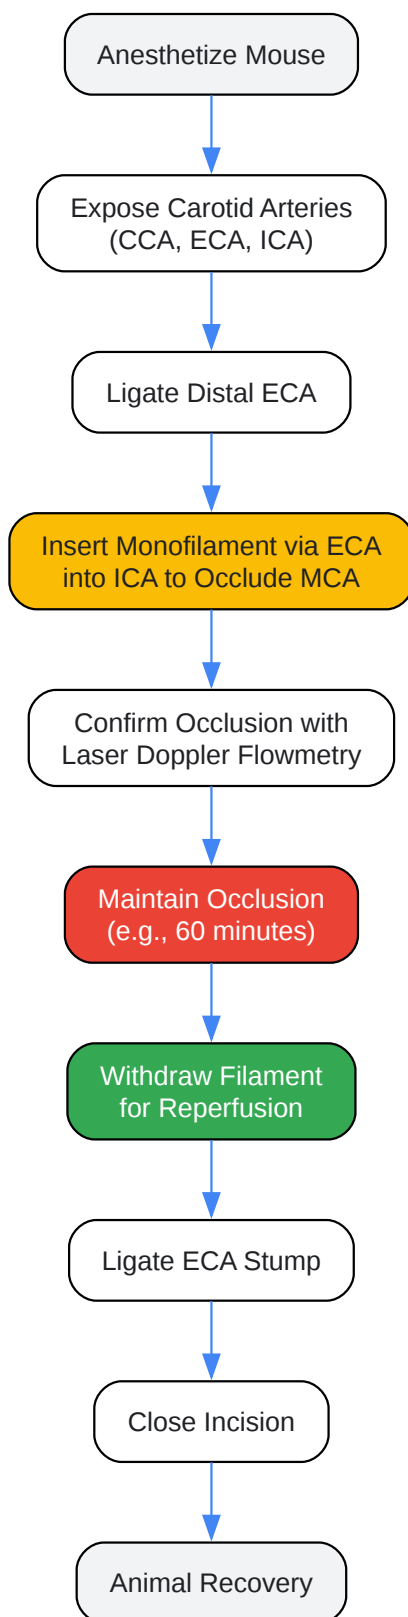 Anesthetize Mouse
Expose Carotid Arteries
(CCA, ECA, ICA)
Ligate Distal ECA
Insert Monofilament via ECA
into ICA to Occlude MCA
Confirm Occlusion with
Laser Doppler Flowmetry
Maintain Occlusion
(e.g., 60 minutes)
Withdraw Filament
for Reperfusion
Ligate ECA Stump
Close Incision
Animal Recovery